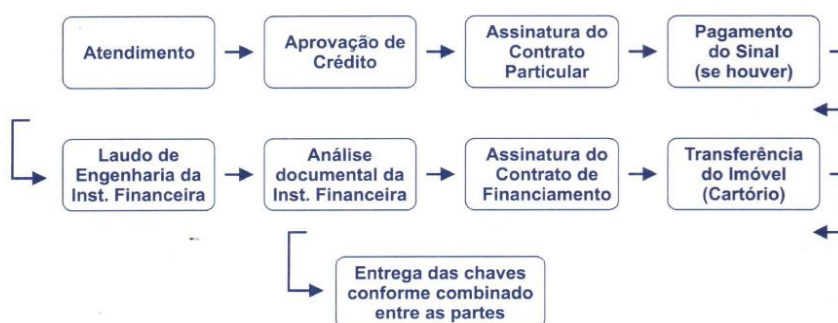 Atendimento
Aprovação de
Crédito
Assinatura do
Contrato
Particular
Pagamento
do Sinal
(se houver)
Laudo de
Engenharia da
Inst. Financeira
Análise
documental da
Inst. Financeira
Assinatura do
Contrato de
Financiamento
Transferência
do Imóvel
(Cartório)
Entrega das chaves
conforme combinado
entre as partes